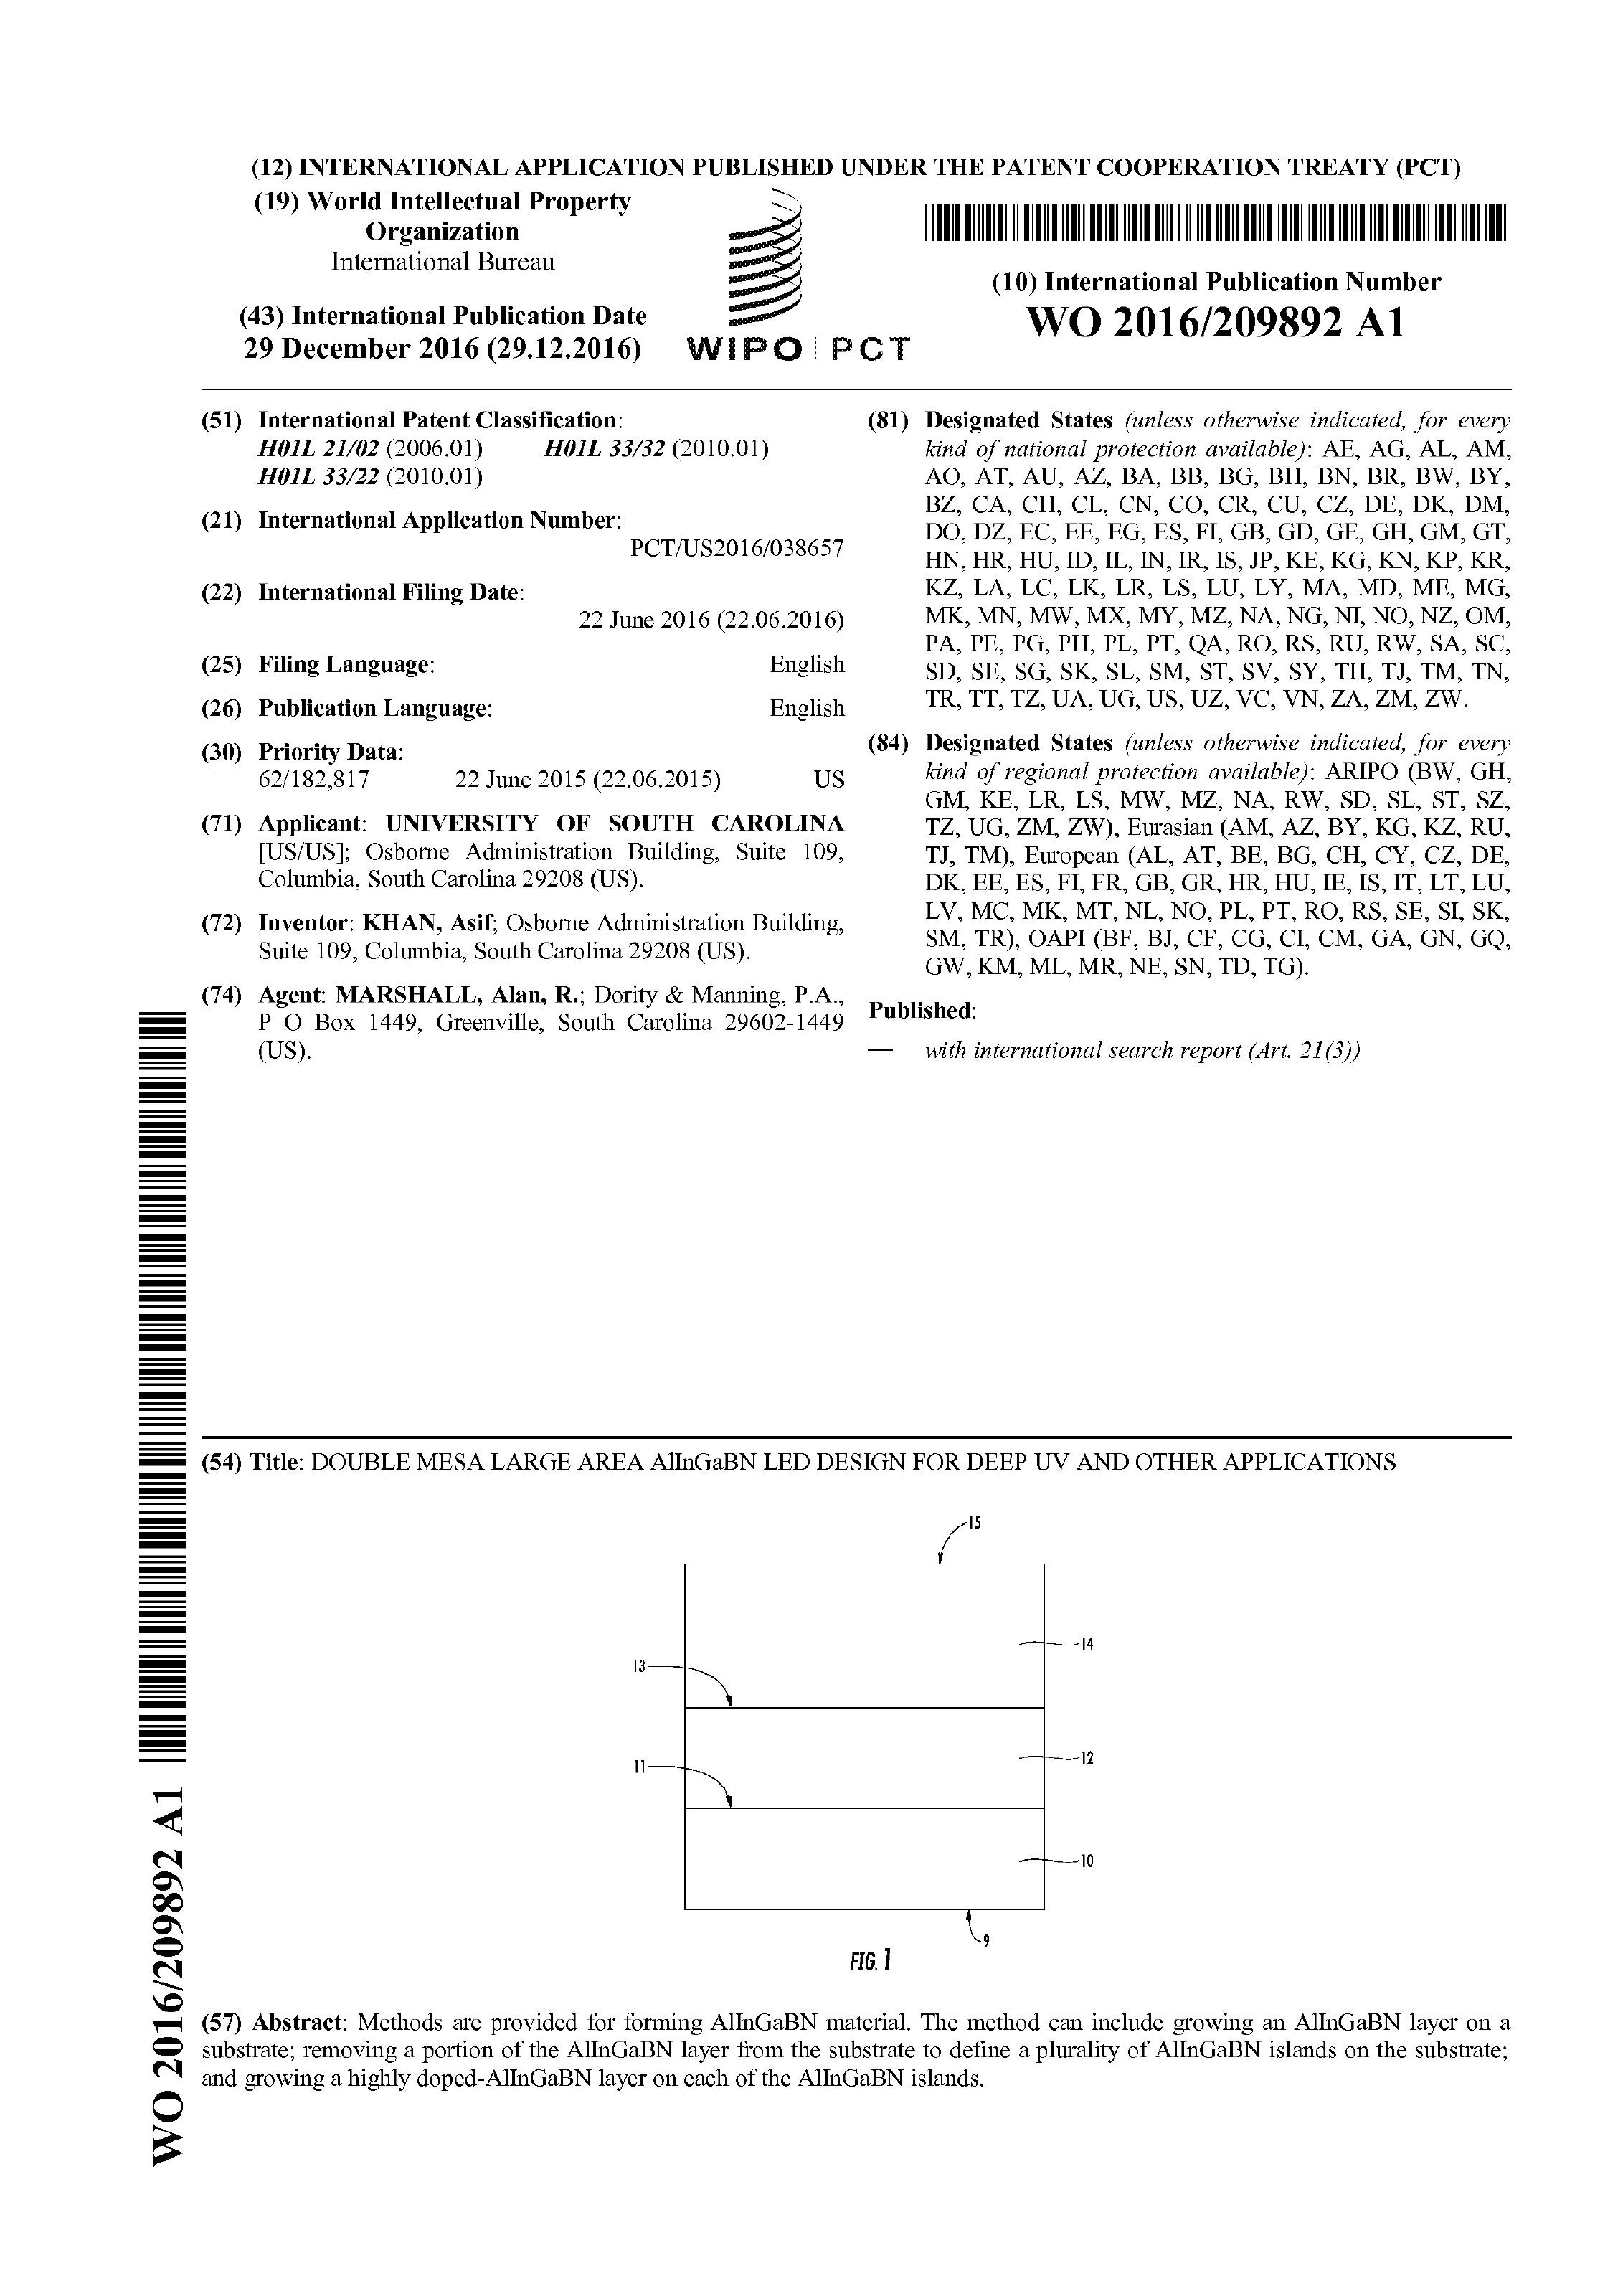 (12) INTERNATIONAL APPLICATION PUBLISHED UNDER THE PATENT COOPERATION TREATY (PCT)
(19) World Intellectual Property
Organization
International Bureau
(43) International Publication Date
29 December 2016 (29.12.2016)
WIPO | PCT
(10) International Publication Number
WO 2016/209892 A1
(51) International Patent Classification:
H01L 21/02 (2006.01) H01L 33/32 (2010.01)
H01L 33/22 (2010.01)
(21) International Application Number:
PCT/US2016/038657
(22) International Filing Date:
22 June 2016 (22.06.2016)
(25) Filing Language: English
(26) Publication Language: English
(30) Priority Data:
62/182,817 22 June 2015 (22.06.2015) US
(71) Applicant: UNIVERSITY OF SOUTH CAROLINA
[US/US]; Osborne Administration Building, Suite 109,
Columbia, South Carolina 29208 (US).
(72) Inventor: KHAN, Asif; Osborne Administration Building,
Suite 109, Columbia, South Carolina 29208 (US).
(74) Agent: MARSHALL, Alan, R.; Dority & Manning, P.A.,
P O Box 1449, Greenville, South Carolina 29602-1449
(US).
(81) Designated States (unless otherwise indicated, for every
kind of national protection available): AE, AG, AL, AM,
AO, AT, AU, AZ, BA, BB, BG, BH, BN, BR, BW, BY,
BZ, CA, CH, CL, CN, CO, CR, CU, CZ, DE, DK, DM,
DO, DZ, EC, EE, EG, ES, FI, GB, GD, GE, GH, GM, GT,
HN, HR, HU, ID, IL, IN, IR, IS, JP, KE, KG, KN, KP, KR,
KZ, LA, LC, LK, LR, LS, LU, LY, MA, MD, ME, MG,
MK, MN, MW, MX, MY, MZ, NA, NG, NI, NO, NZ, OM,
PA, PE, PG, PH, PL, PT, QA, RO, RS, RU, RW, SA, SC,
SD, SE, SG, SK, SL, SM, ST, SV, SY, TH, TJ, TM, TN,
TR, TT, TZ, UA, UG, US, UZ, VC, VN, ZA, ZM, ZW.
(84) Designated States (unless otherwise indicated, for every
kind of regional protection available): ARIPO (BW, GH,
GM, KE, LR, LS, MW, MZ, NA, RW, SD, SL, ST, SZ,
TZ, UG, ZM, ZW), Eurasian (AM, AZ, BY, KG, KZ, RU,
TJ, TM), European (AL, AT, BE, BG, CH, CY, CZ, DE,
DK, EE, ES, FI, FR, GB, GR, HR, HU, IE, IS, IT, LT, LU,
LV, MC, MK, MT, NL, NO, PL, PT, RO, RS, SE, SI, SK,
SM, TR), OAPI (BF, BJ, CF, CG, CI, CM, GA, GN, GQ,
GW, KM, ML, MR, NE, SN, TD, TG).
Published:
— with international search report (Art. 21(3))
(54) Title: DOUBLE MESA LARGE AREA AlInGaBN LED DESIGN FOR DEEP UV AND OTHER APPLICATIONS
15
14
13
12
11
10
9
FIG. 1
(57) Abstract: Methods are provided for forming AlInGaBN material. The method can include growing an AlInGaBN layer on a
substrate; removing a portion of the AlInGaBN layer from the substrate to define a plurality of AlInGaBN islands on the substrate;
and growing a highly doped-AlInGaBN layer on each of the AlInGaBN islands.
WO 2016/209892 A1